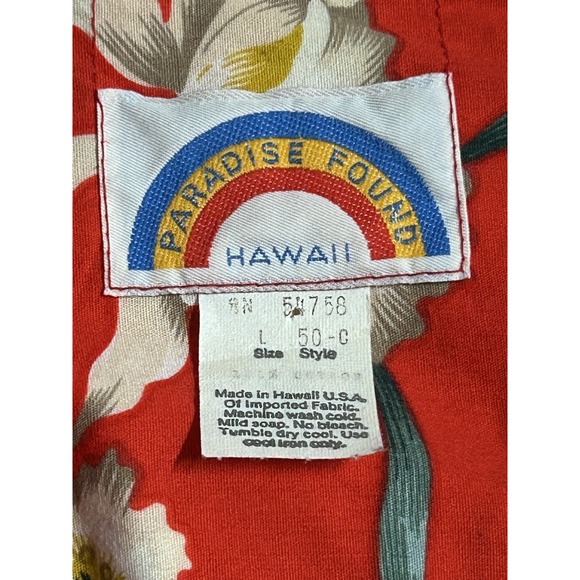 PARADISE FOUND
HAWAII
RN 54758
L 50-C
Size Style
Made in Hawaii U.S.A.
Of Imported Fabric.
Machine wash cold.
Mild soap. No bleach.
Tumble dry cool. Use
cool iron only.